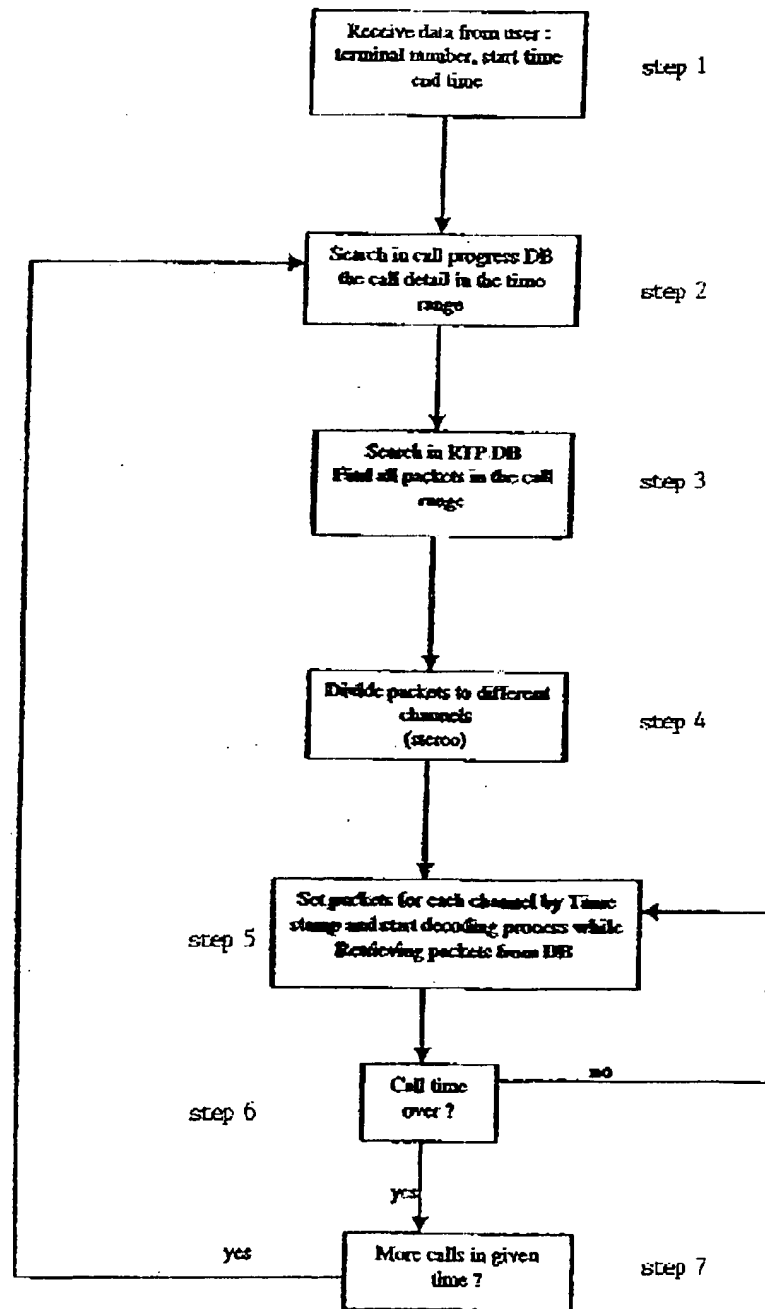 Receive data from user :
terminal number, start time
end time
step 1
Search in call progress DB
the call detail in the time
range
step 2
Search in RTP DB
Find all packets in the call
range
step 3
Divide packets to different
channels
(stereo)
step 4
Set packets for each channel by Time
stamp and start decoding process while
Retrieving packets from DB
step 5
Call time
over ?
no
step 6
yes
More calls in given
time ?
yes
step 7